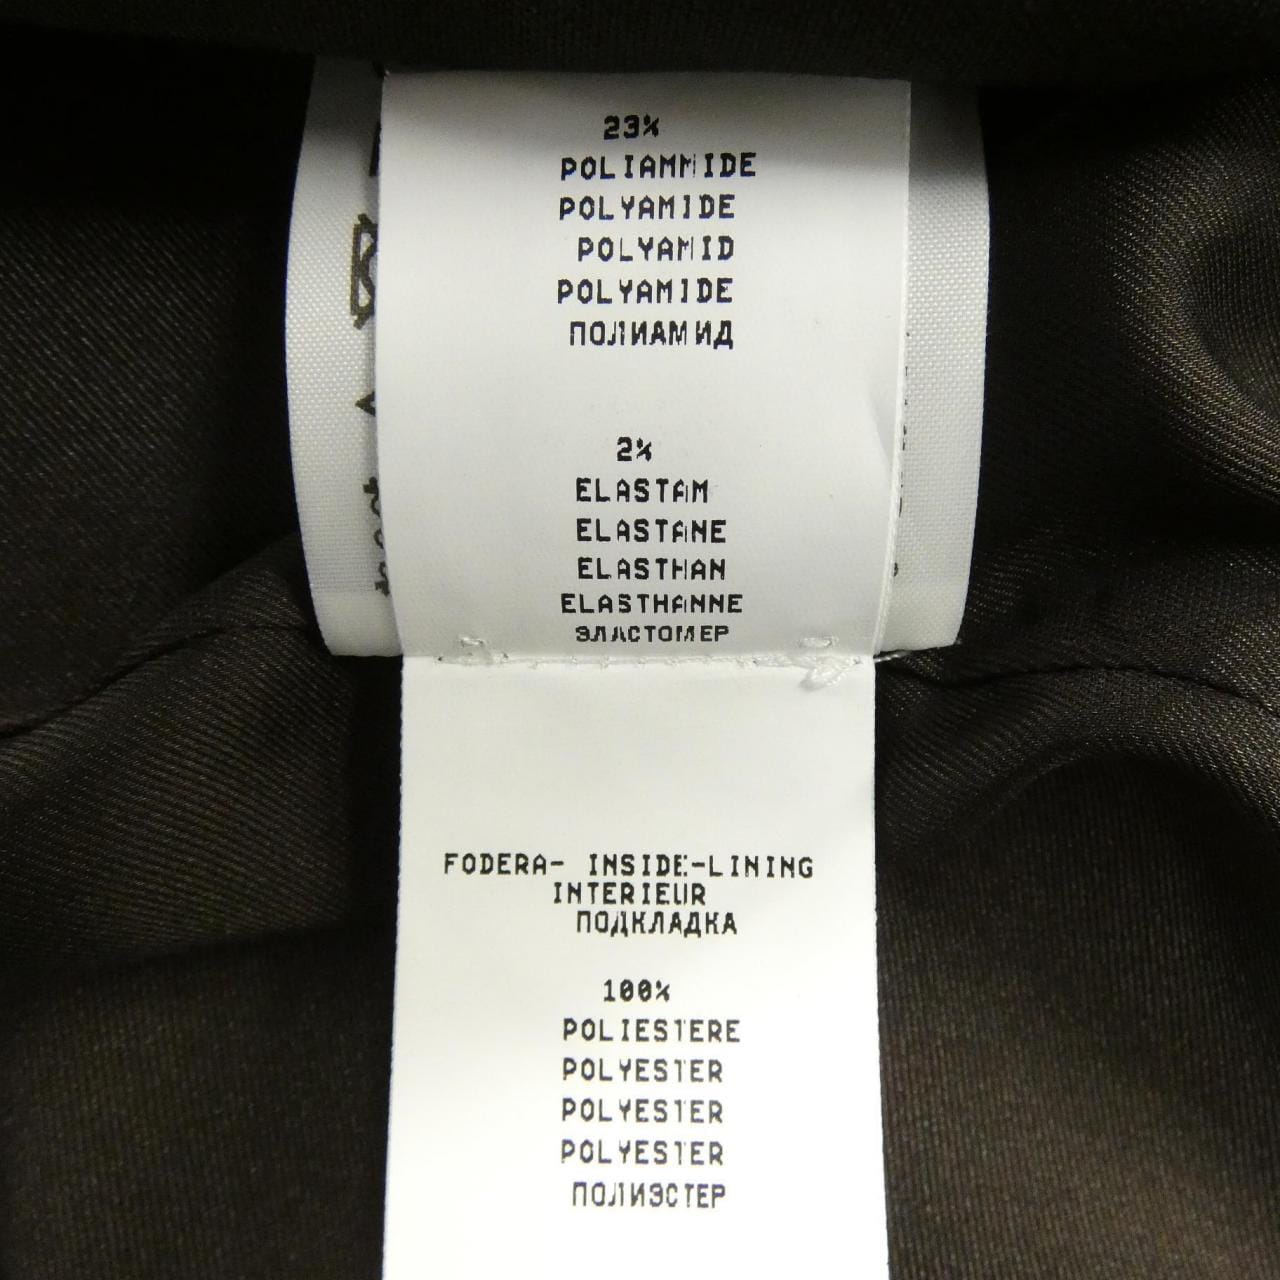 23%
POLIAMMIDE
POLYAMIDE
POLYAMID
POLYAMIDE
ПОЛИАМИД
2%
ELASTAM
ELASTANE
ELASTHAN
ELASTHANNE
ЭЛАСТОМЕР
FODERA- INSIDE-LINING
INTERIEUR
ПОДКЛАДКА
100%
POLIESTERE
POLYESTER
POLYESTER
POLYESTER
ПОЛИЭСТЕР